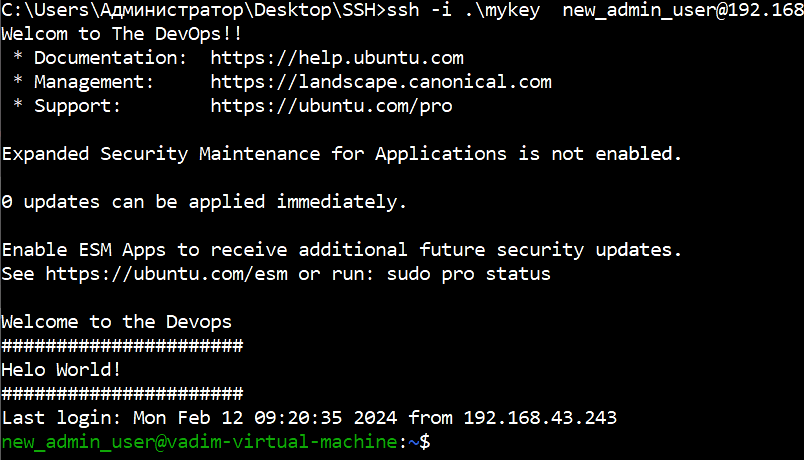 C:\Users\Администратор\Desktop\SSH>ssh -i .\mykey  new_admin_user@192.168
Welcom to The DevOps!!
 * Documentation:  https://help.ubuntu.com
 * Management:     https://landscape.canonical.com
 * Support:        https://ubuntu.com/pro

Expanded Security Maintenance for Applications is not enabled.

0 updates can be applied immediately.

Enable ESM Apps to receive additional future security updates.
See https://ubuntu.com/esm or run: sudo pro status

Welcome to the Devops
######################
Helo World!
######################
Last login: Mon Feb 12 09:20:35 2024 from 192.168.43.243
new_admin_user@vadim-virtual-machine:~$